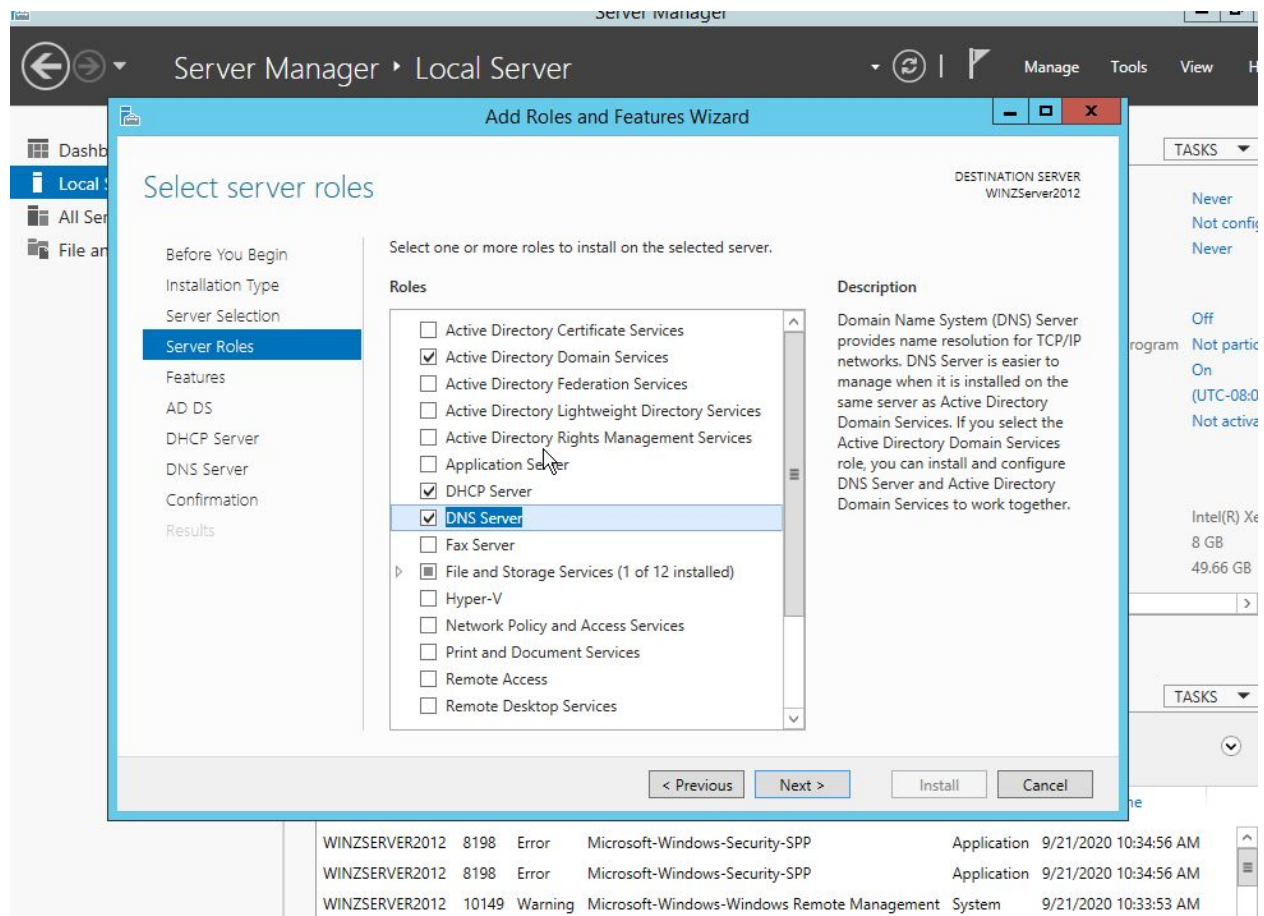 Server Manager
Server Manager • Local Server
Manage Tools View H
Add Roles and Features Wizard
Dashb
Local S
All Ser
File an
TASKS
Select server roles
DESTINATION SERVER
WINZServer2012
Before You Begin
Installation Type
Server Selection
Server Roles
Features
AD DS
DHCP Server
DNS Server
Confirmation
Results
Select one or more roles to install on the selected server.
Roles
Active Directory Certificate Services
Active Directory Domain Services
Active Directory Federation Services
Active Directory Lightweight Directory Services
Active Directory Rights Management Services
Application Server
DHCP Server
DNS Server
Fax Server
File and Storage Services (1 of 12 installed)
Hyper-V
Network Policy and Access Services
Print and Document Services
Remote Access
Remote Desktop Services
Description
Domain Name System (DNS) Server
provides name resolution for TCP/IP
networks. DNS Server is easier to
manage when it is installed on the
same server as Active Directory
Domain Services. If you select the
Active Directory Domain Services
role, you can install and configure
DNS Server and Active Directory
Domain Services to work together.
< Previous Next > Install Cancel
Never
Not config
Never
Off
rogram Not partic
On
(UTC-08:0
Not activa
Intel(R) Xe
8 GB
49.66 GB
TASKS
ne
WINZSERVER2012 8198 Error Microsoft-Windows-Security-SPP Application 9/21/2020 10:34:56 AM
WINZSERVER2012 8198 Error Microsoft-Windows-Security-SPP Application 9/21/2020 10:34:56 AM
WINZSERVER2012 10149 Warning Microsoft-Windows-Windows Remote Management System 9/21/2020 10:33:53 AM